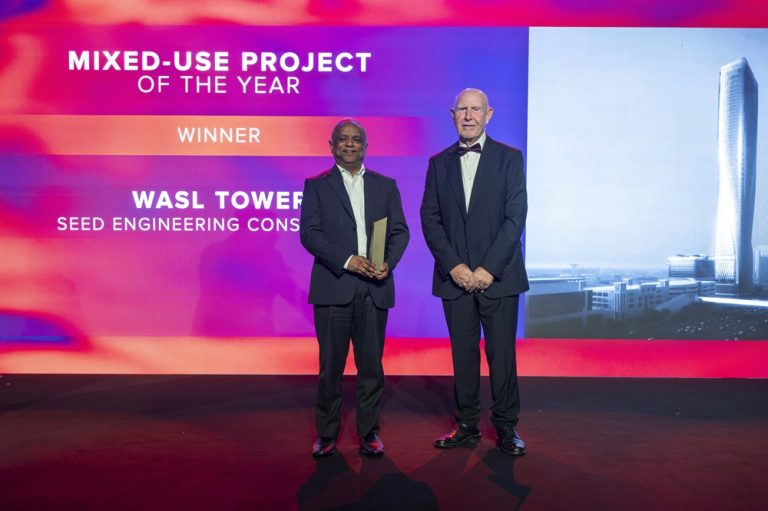 MIXED-USE PROJECT
OF THE YEAR
WINNER
WASL TOWER
SEED ENGINEERING CONS